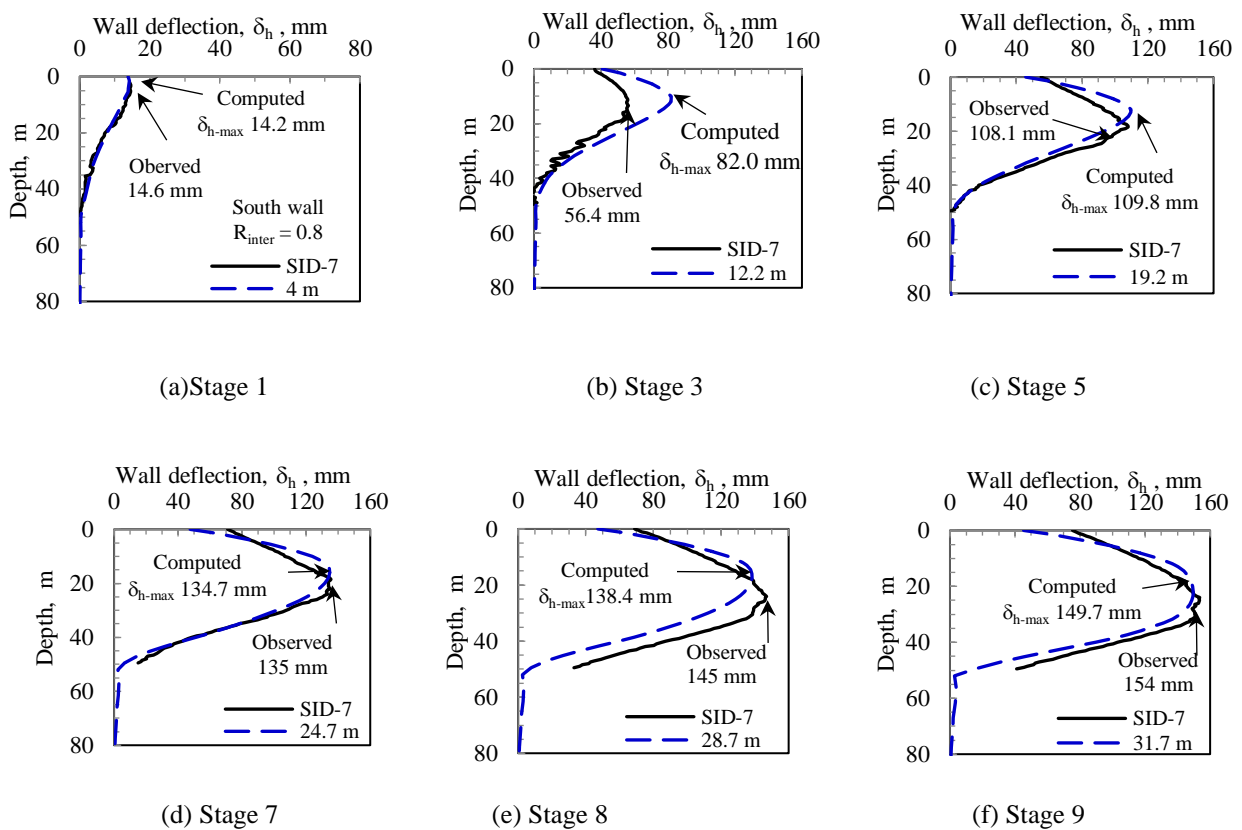 Wall deflection, δh , mm
0 20 40 60 80
0
20
40
60
80
Depth, m
Computed
δh-max 14.2 mm
Oberved
14.6 mm
South wall
Rinter = 0.8
SID-7
4 m
(a)Stage 1
Wall deflection, δh , mm
0 40 80 120 160
0
20
40
60
80
Depth, m
Computed
δh-max 82.0 mm
Observed
56.4 mm
SID-7
12.2 m
(b) Stage 3
Wall deflection, δh , mm
0 40 80 120 160
0
20
40
60
80
Depth, m
Observed
108.1 mm
Computed
δh-max 109.8 mm
SID-7
19.2 m
(c) Stage 5
Wall deflection, δh , mm
0 40 80 120 160
0
20
40
60
80
Depth, m
Computed
δh-max 134.7 mm
Observed
135 mm
SID-7
24.7 m
(d) Stage 7
Wall deflection, δh , mm
0 40 80 120 160
0
20
40
60
80
Depth, m
Computed
δh-max 138.4 mm
Observed
145 mm
SID-7
28.7 m
(e) Stage 8
Wall deflection, δh , mm
0 40 80 120 160
0
20
40
60
80
Depth, m
Computed
δh-max 149.7 mm
Observed
154 mm
SID-7
31.7 m
(f) Stage 9